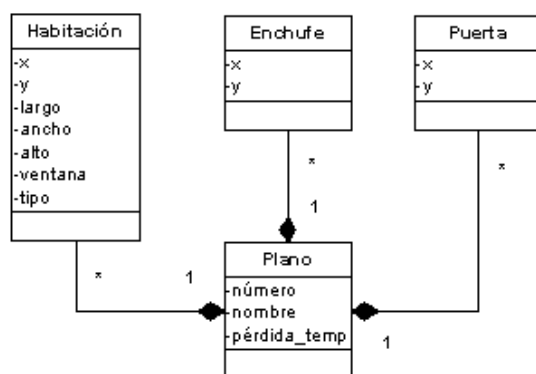 Habitación
-x
-y
-largo
-ancho
-alto
-ventana
-tipo
Enchufe
-x
-y
Puerta
-x
-y
*
*
*
1
1
1
Plano
-número
-nombre
-pérdida_temp